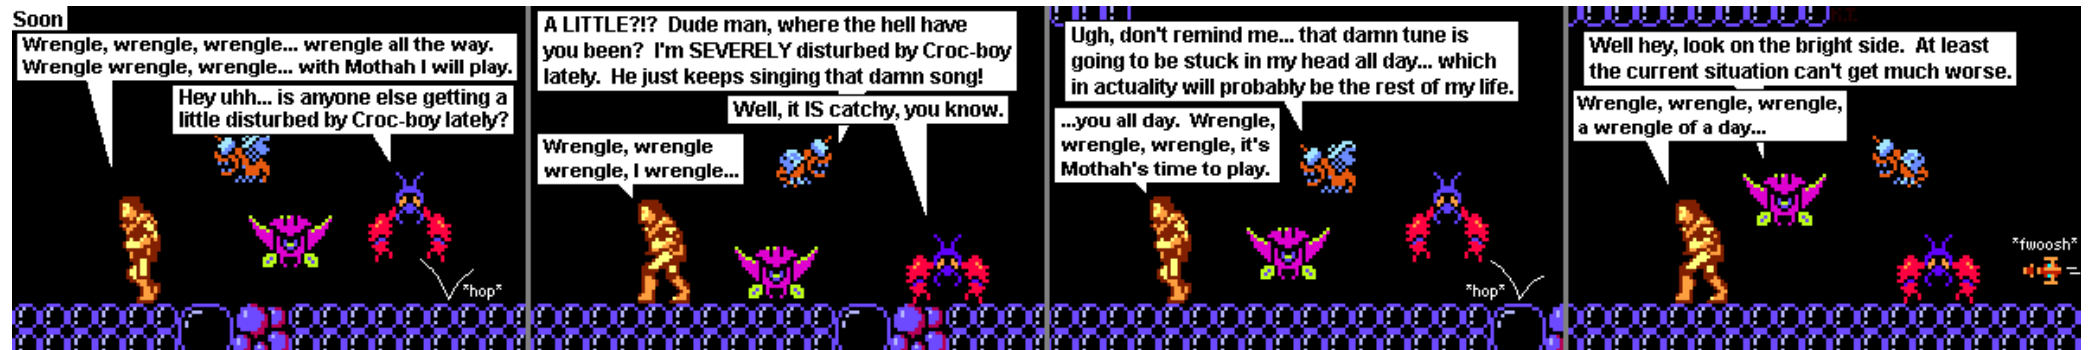 Soon
Wrengle, wrengle, wrengle... wrengle all the way.
Wrengle wrengle, wrengle... with Mothah I will play.
Hey uhh... is anyone else getting a
little disturbed by Croc-boy lately?
*hop*
A LITTLE?!?  Dude man, where the hell have
you been?  I'm SEVERELY disturbed by Croc-boy
lately.  He just keeps singing that damn song!
Well, it IS catchy, you know.
Wrengle, wrengle
wrengle, I wrengle...
Ugh, don't remind me... that damn tune is
going to be stuck in my head all day... which
in actuality will probably be the rest of my life.
...you all day.  Wrengle,
wrengle, wrengle, it's
Mothah's time to play.
*hop*
Well hey, look on the bright side.  At least
the current situation can't get much worse.
Wrengle, wrengle, wrengle,
a wrengle of a day...
*fwoosh*